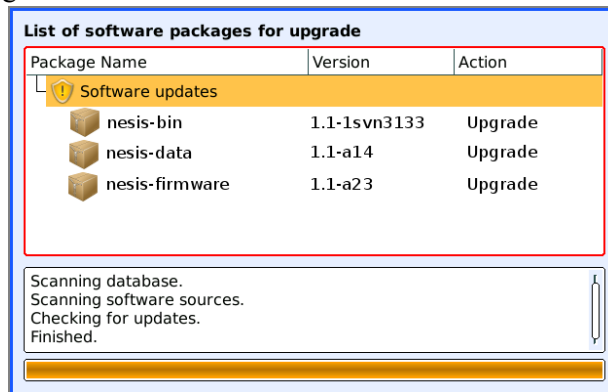 List of software packages for upgrade
Package Name Version Action
Software updates
nesis-bin 1.1-1svn3133 Upgrade
nesis-data 1.1-a14 Upgrade
nesis-firmware 1.1-a23 Upgrade
Scanning database.
Scanning software sources.
Checking for updates.
Finished.